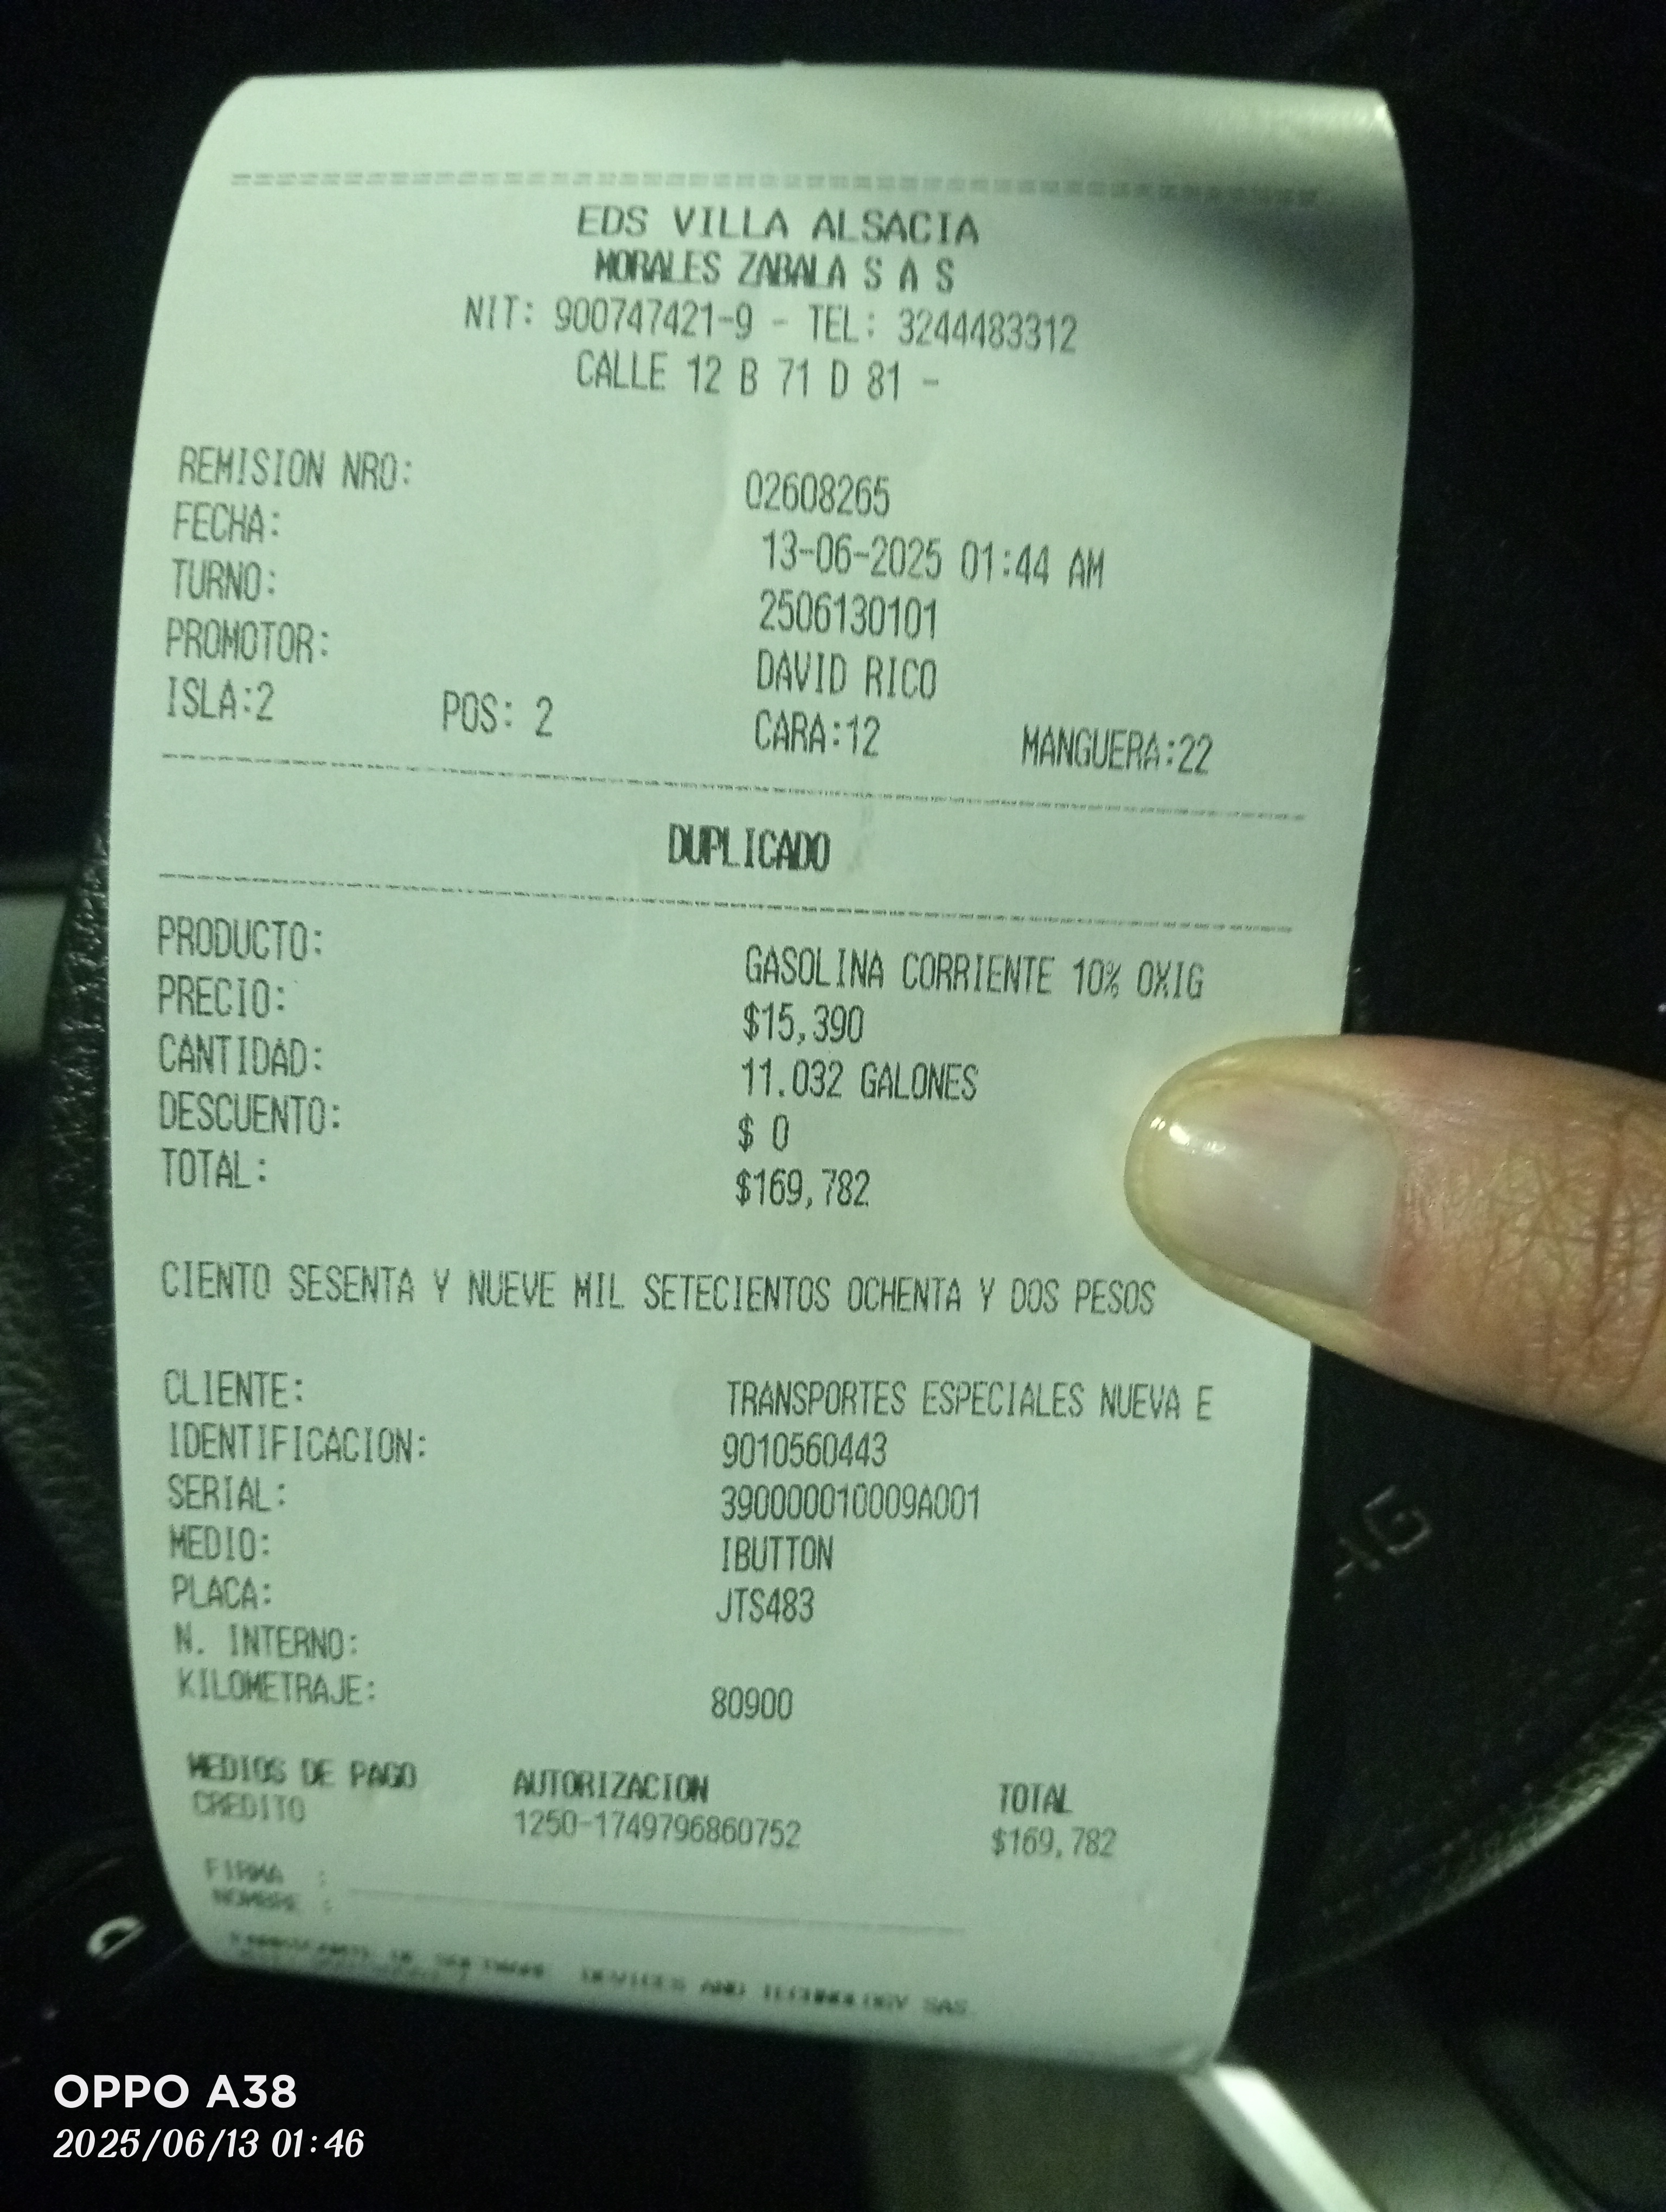 EDS VILLA ALSACIA
MORALES ZABALA S A S
NIT: 900747421-9 - TEL: 3244483312
CALLE 12 B 71 D 81 -
REMISION NRO: 02608265
FECHA: 13-06-2025 01:44 AM
TURNO: 2506130101
PROMOTOR: DAVID RICO
ISLA:2 POS: 2 CARA:12 MANGUERA:22
DUPLICADO
PRODUCTO: GASOLINA CORRIENTE 10% OXIG
PRECIO: $15,390
CANTIDAD: 11.032 GALONES
DESCUENTO: $ 0
TOTAL: $169,782
CIENTO SESENTA Y NUEVE MIL SETECIENTOS OCHENTA Y DOS PESOS
CLIENTE: TRANSPORTES ESPECIALES NUEVA E
IDENTIFICACION: 9010560443
SERIAL: 390000010009A001
MEDIO: IBUTTON
PLACA: JTS483
N. INTERNO:
KILOMETRAJE: 80900
MEDIOS DE PAGO AUTORIZACION TOTAL
CREDITO 1250-1749796860752 $169,782
FIRMA :
NOMBRE :
DE SOFTWARE: DEVICES AND TECHNOLOGY SAS.
OPPO A38
2025/06/13 01:46